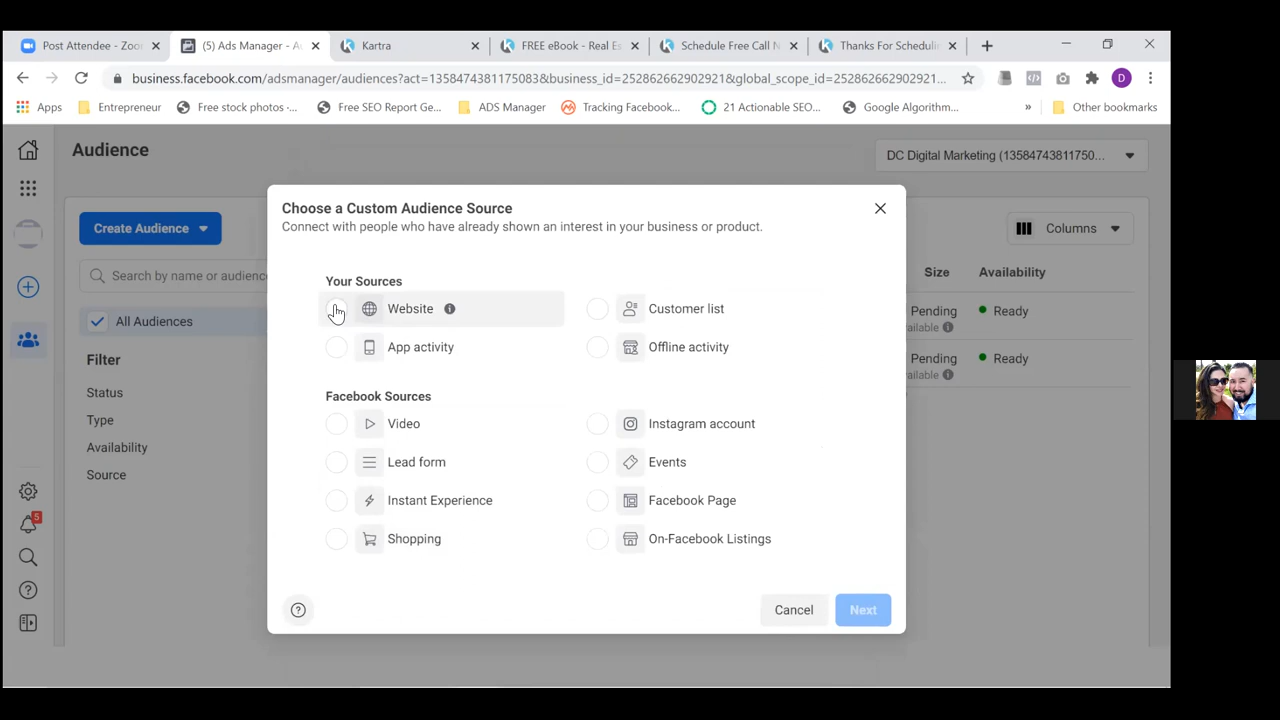 Post Attendee - Zoo
(5) Ads Manager - A
Kartra
FREE eBook - Real Es
Schedule Free Call N
Thanks For Schedulin
business.facebook.com/adsmanager/audiences?act=1358474381175083&business_id=252862662902921&global_scope_id=252862662902921...
D
Apps
Entrepreneur
Free stock photos ·...
Free SEO Report Ge...
ADS Manager
Tracking Facebook...
21 Actionable SEO...
Google Algorithm...
»
Other bookmarks
Audience
DC Digital Marketing (13584743811750...
Create Audience
Columns
Search by name or audience
Size
Availability
All Audiences
Pending
Ready
ailable
Pending
Ready
ailable
Filter
Status
Type
Availability
Source
5
Choose a Custom Audience Source
Connect with people who have already shown an interest in your business or product.
Your Sources
Website
Customer list
App activity
Offline activity
Facebook Sources
Video
Instagram account
Lead form
Events
Instant Experience
Facebook Page
Shopping
On-Facebook Listings
Cancel
Next